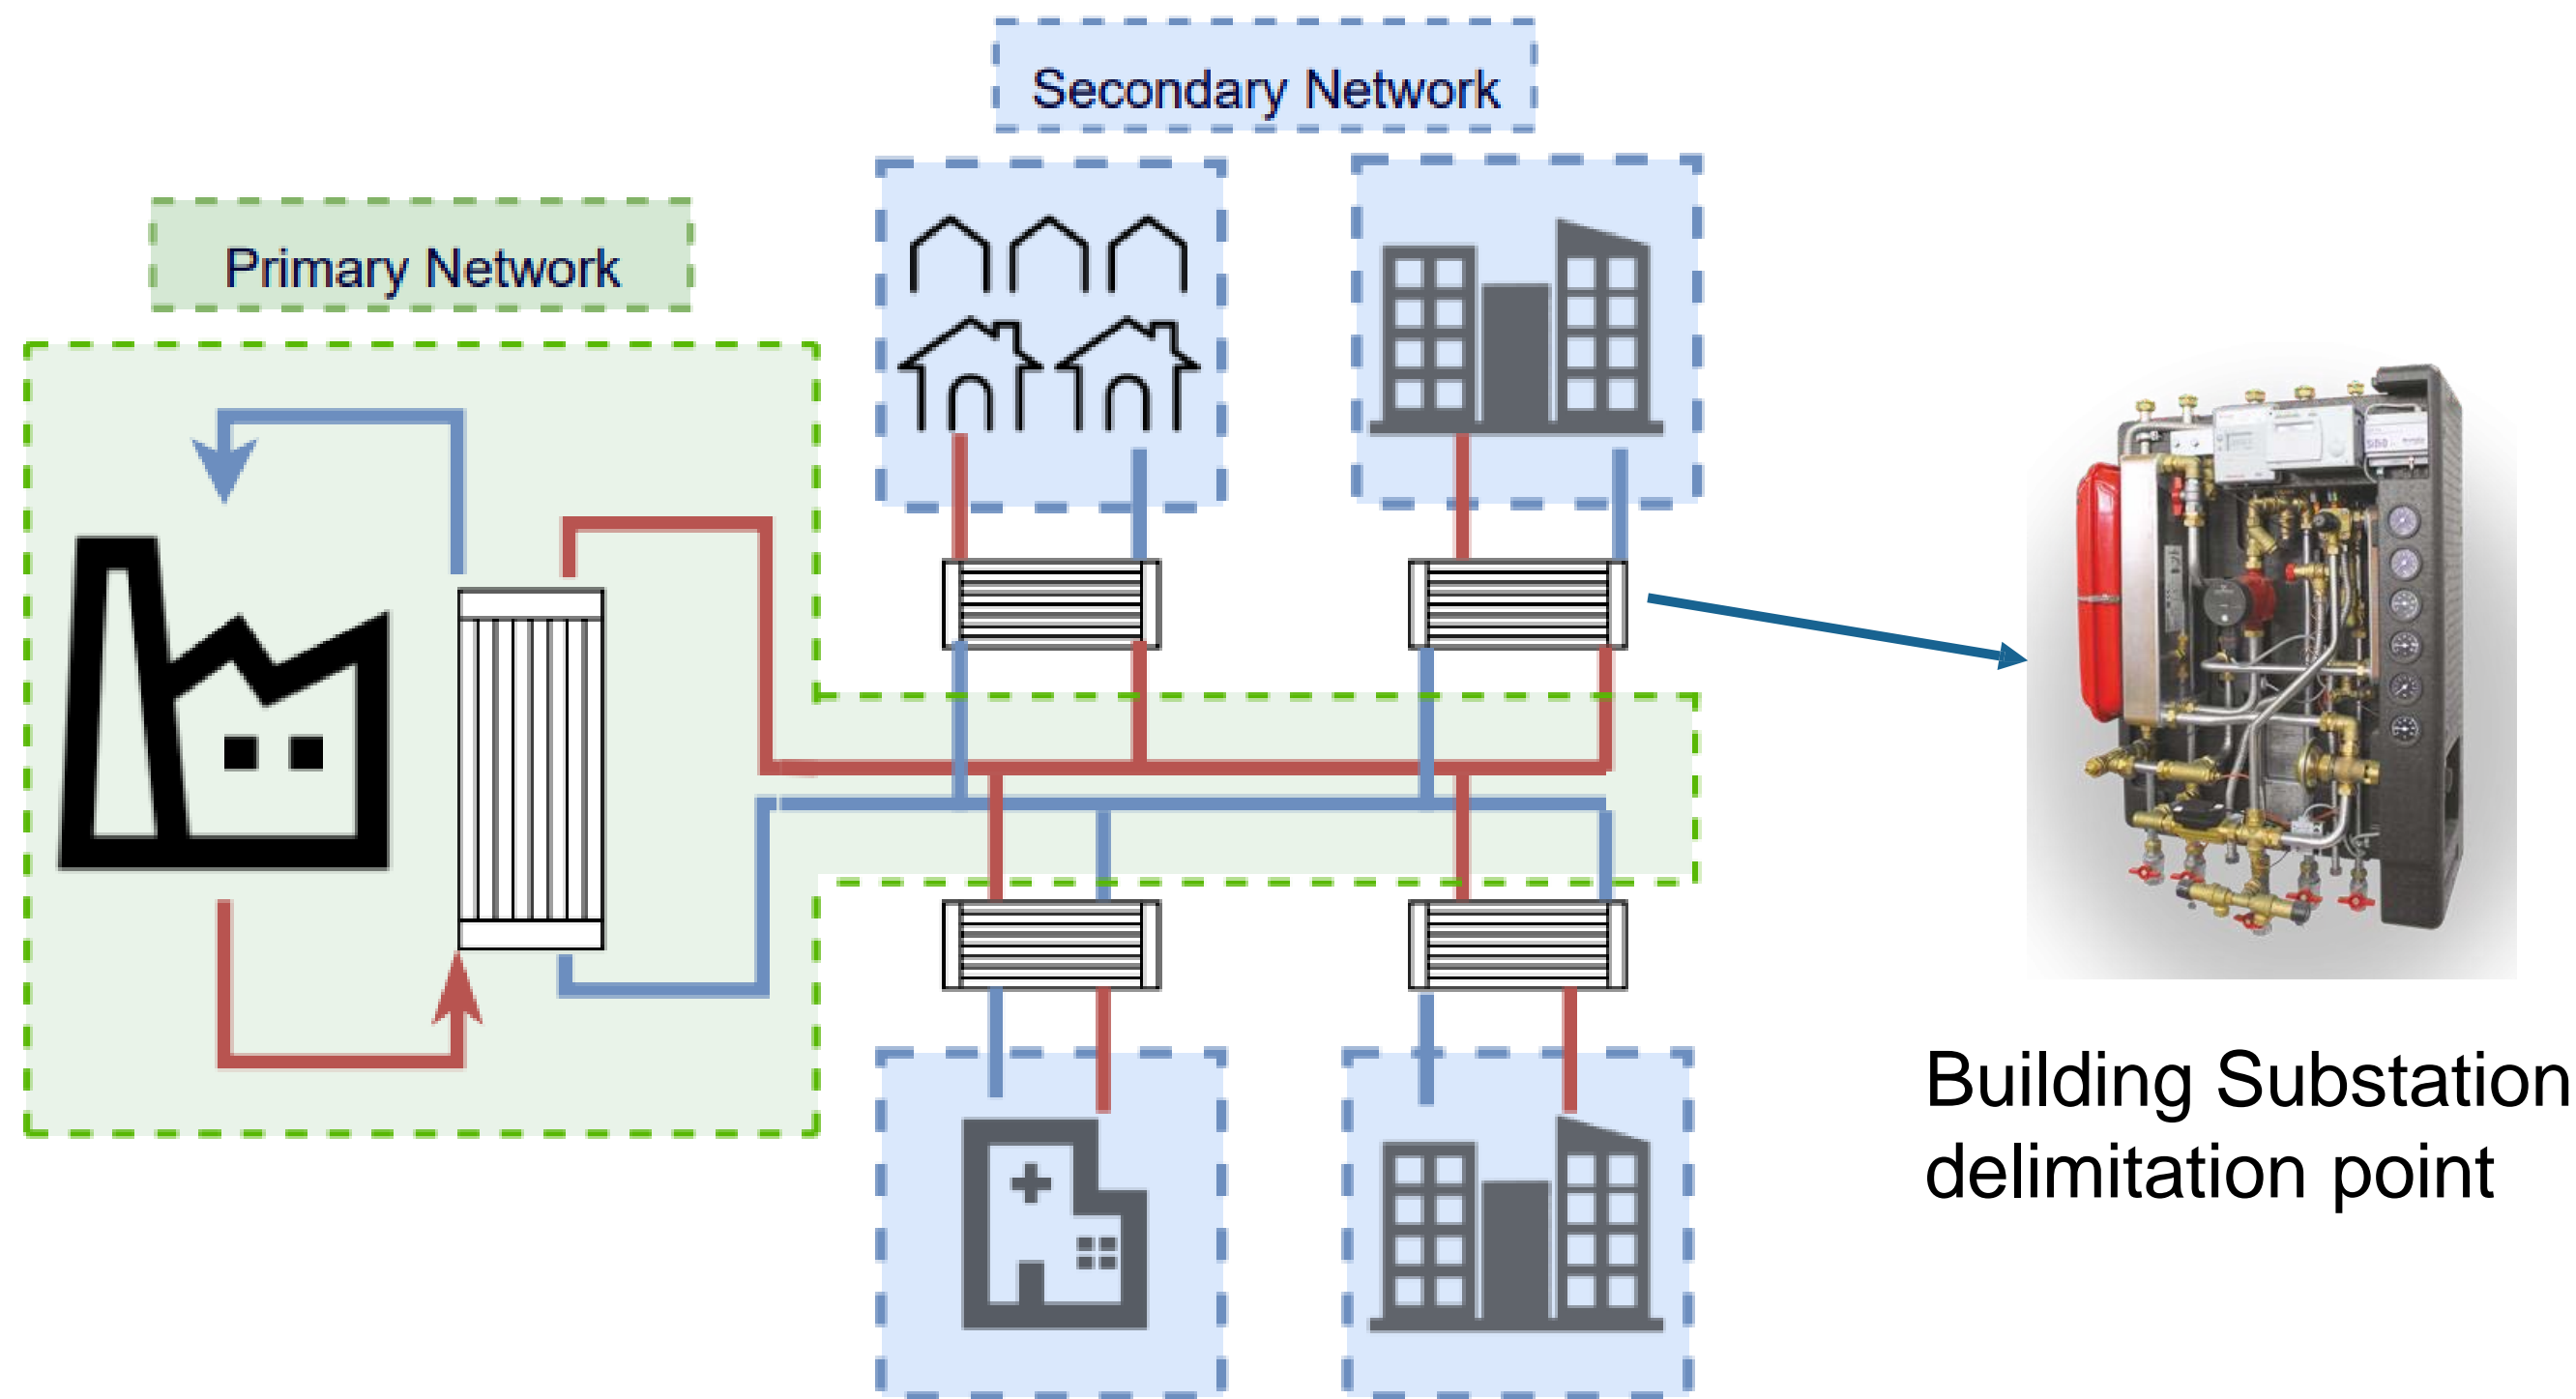 Secondary Network
Primary Network
Building Substation
delimitation point